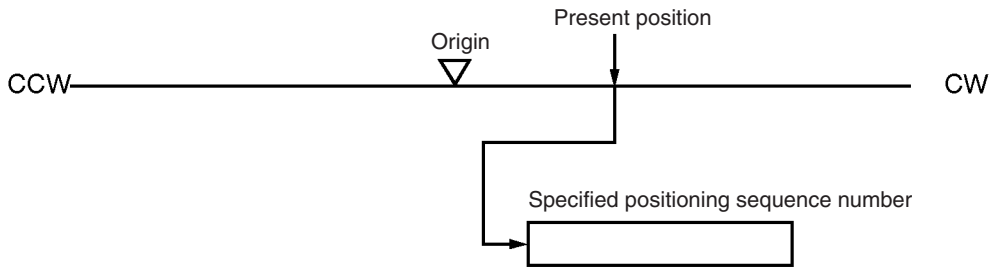 Present position
Origin
CCW
CW
Specified positioning sequence number